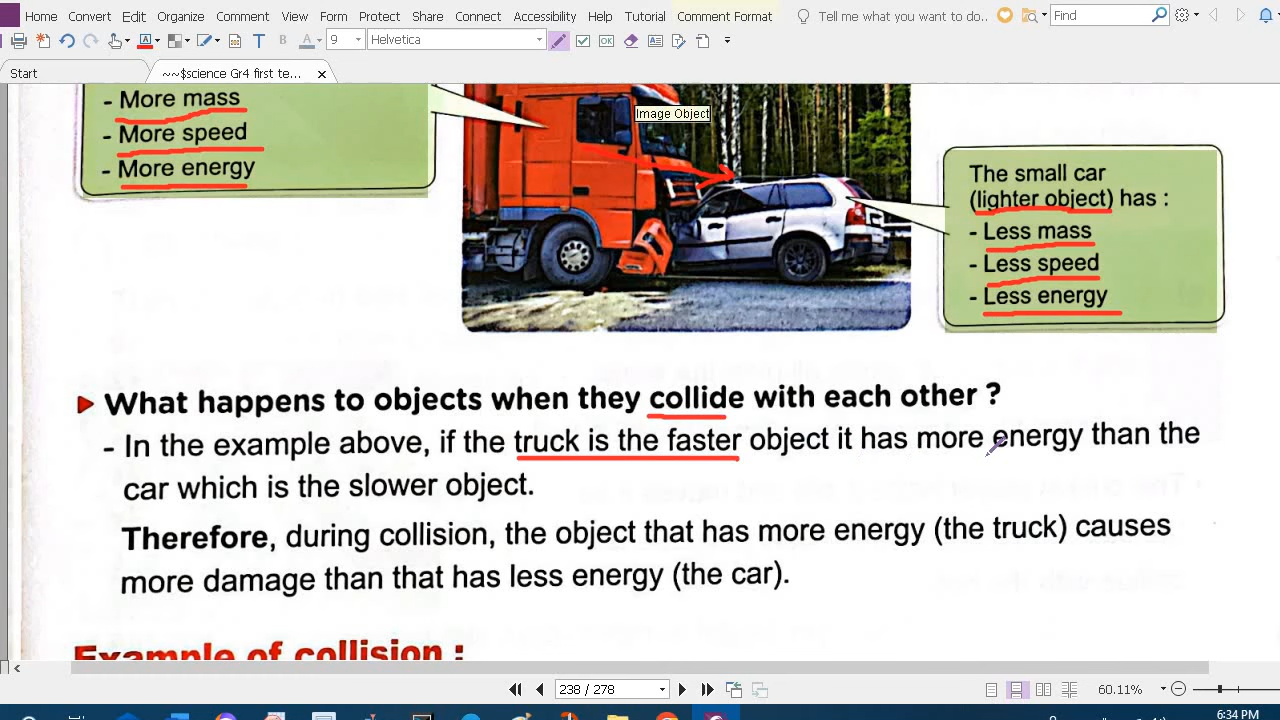 Home Convert Edit Organize Comment View Form Protect Share Connect Accessibility Help Tutorial Comment Format Tell me what you want to do.. Find
9 Helvetica OK
Start ~~$science Gr4 first te... ×
- More mass
- More speed
- More energy
Image Object
The small car
(lighter object) has :
- Less mass
- Less speed
- Less energy
What happens to objects when they collide with each other ?
- In the example above, if the truck is the faster object it has more energy than the
car which is the slower object.
Therefore, during collision, the object that has more energy (the truck) causes
more damage than that has less energy (the car).
Example of collision :
238 / 278 60.11%
6:34 PM